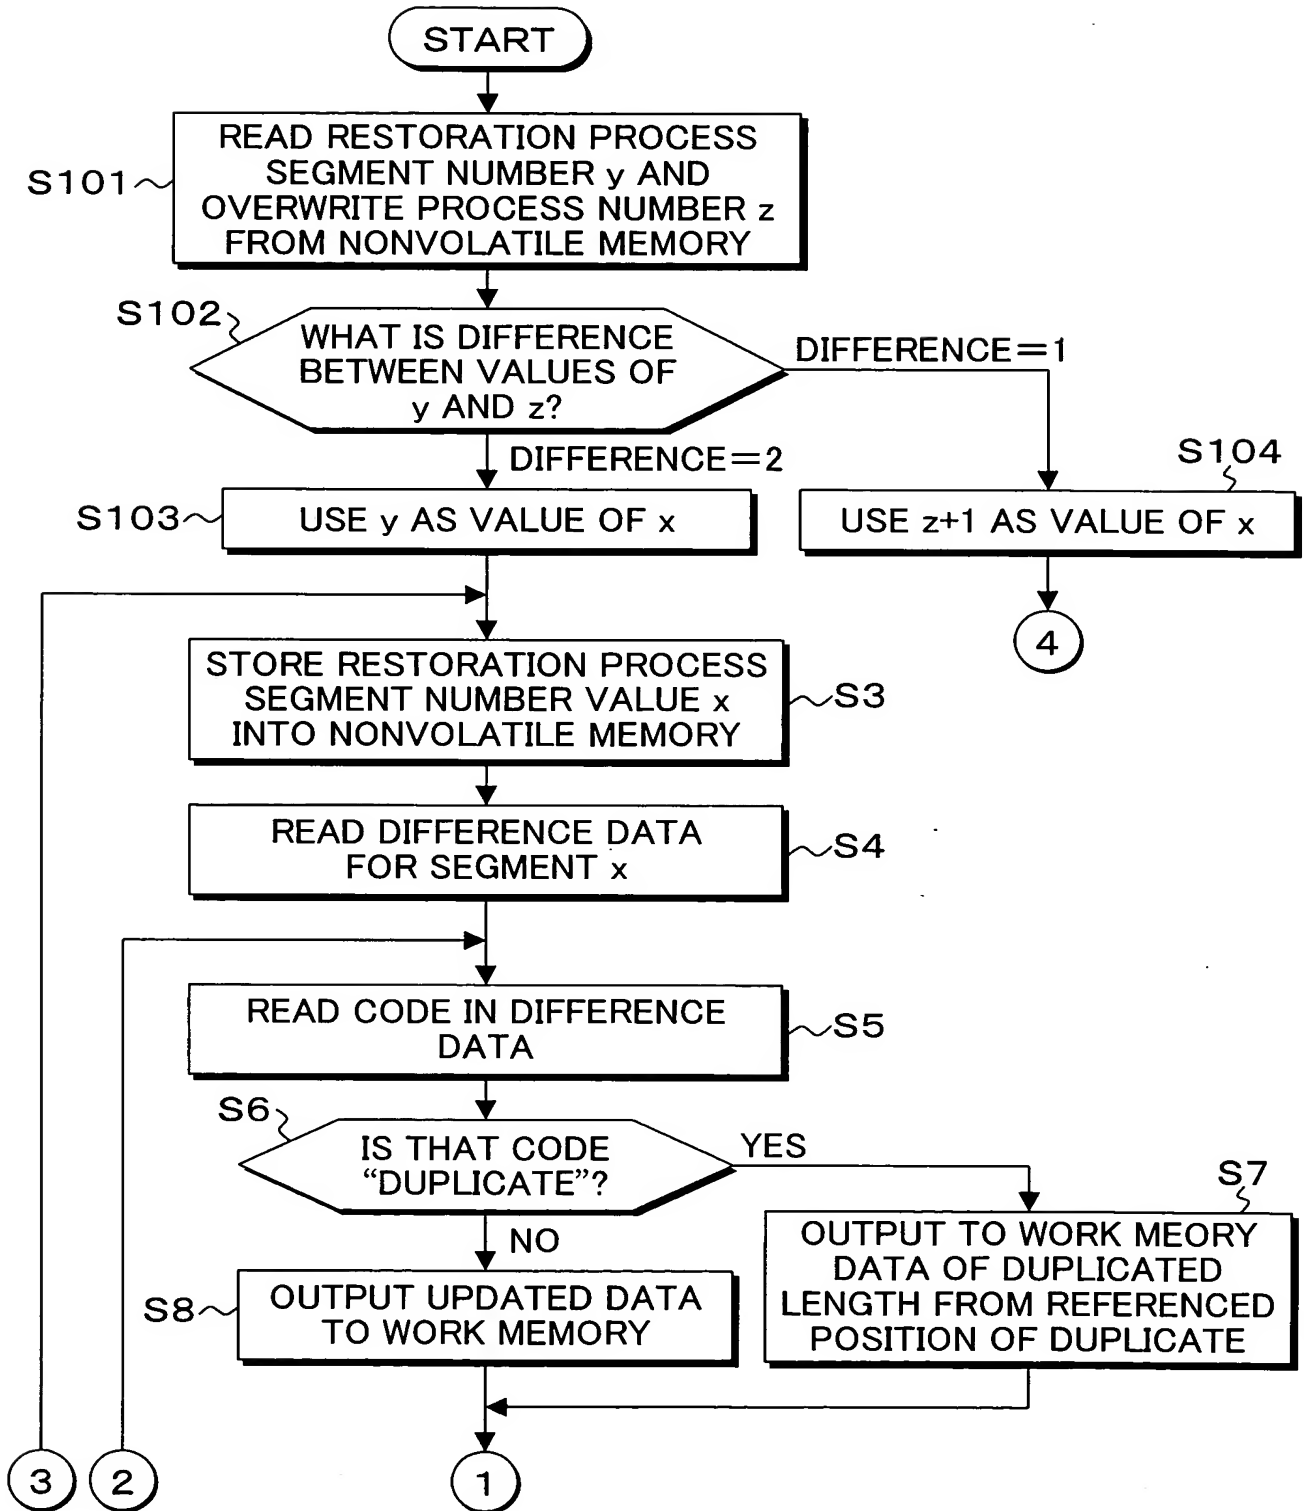 START
READ RESTORATION PROCESS
SEGMENT NUMBER y AND
OVERWRITE PROCESS NUMBER z
FROM NONVOLATILE MEMORY
S101
S102
WHAT IS DIFFERENCE
BETWEEN VALUES OF
y AND z?
DIFFERENCE=1
DIFFERENCE=2
S103
USE y AS VALUE OF x
S104
USE z+1 AS VALUE OF x
4
STORE RESTORATION PROCESS
SEGMENT NUMBER VALUE x
INTO NONVOLATILE MEMORY
S3
READ DIFFERENCE DATA
FOR SEGMENT x
S4
READ CODE IN DIFFERENCE
DATA
S5
S6
IS THAT CODE
“DUPLICATE”?
YES
NO
S7
OUTPUT TO WORK MEORY
DATA OF DUPLICATED
LENGTH FROM REFERENCED
POSITION OF DUPLICATE
S8
OUTPUT UPDATED DATA
TO WORK MEMORY
3
2
1